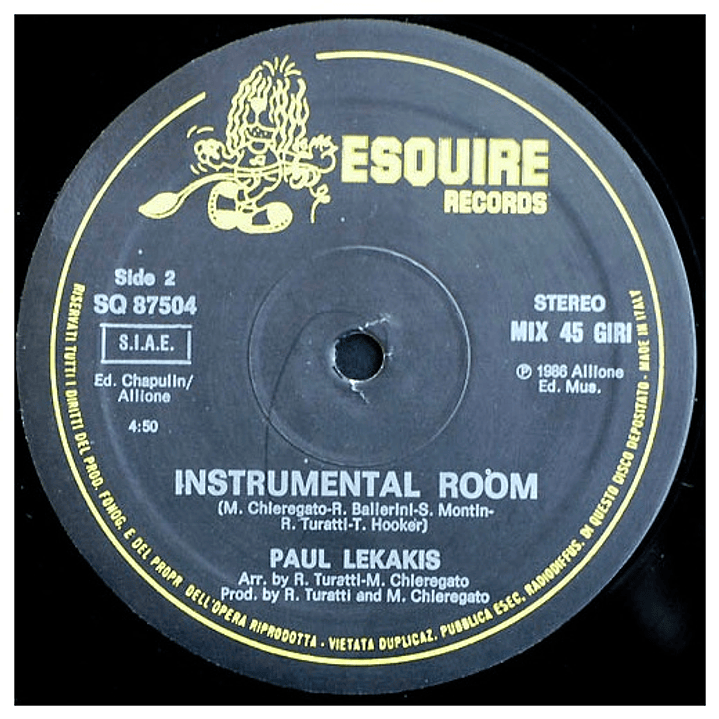 ESQUIRE
RECORDS
Side 2
SQ 87504
S.I.A.E.
Ed. Chapulin/
Allione
4:50
STEREO
MIX 45 GIRI
℗ 1986 Allione
Ed. Mus.
INSTRUMENTAL ROOM
(M. Chieregato-R. Ballerini-S. Montin-
R. Turatti-T. Hooker)
PAUL LEKAKIS
Arr. by R. Turatti-M. Chieregato
Prod. by R. Turatti and M. Chieregato
RISERVATI TUTTI I DIRITTI DEL PROD. FONOG. E DEL PROPR. DELL'OPERA RIPRODOTTA - VIETATA DUPLICAZ. PUBBLICA ESEC. RADIODIFFUS. DI QUESTO DISCO DEPOSITATO - MADE IN ITALY